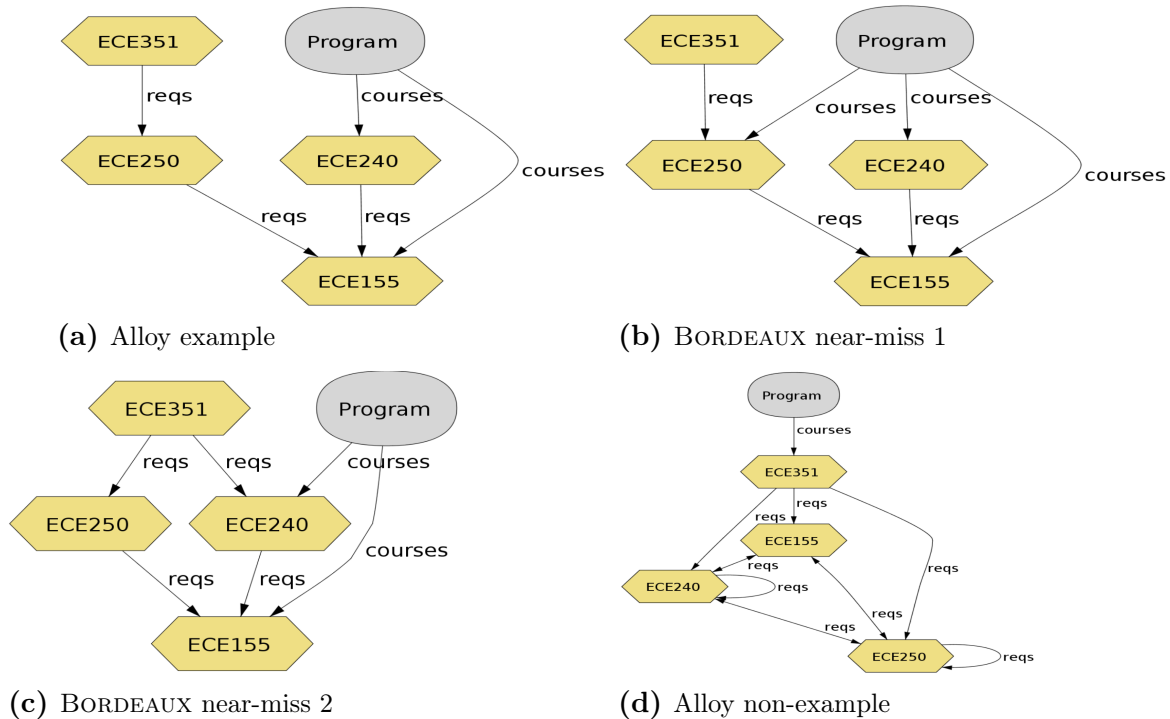 ECE351
Program
reqs
courses
ECE250
ECE240
courses
reqs
reqs
ECE155
(a) Alloy example
ECE351
Program
reqs
courses
courses
ECE250
ECE240
courses
reqs
reqs
ECE155
(b) BORDEAUX near-miss 1
ECE351
Program
reqs
reqs
courses
ECE250
ECE240
courses
reqs
reqs
ECE155
(c) BORDEAUX near-miss 2
Program
courses
ECE351
reqs
reqs
ECE155
reqs
reqs
ECE240
reqs
reqs
reqs
ECE250
reqs
(d) Alloy non-example